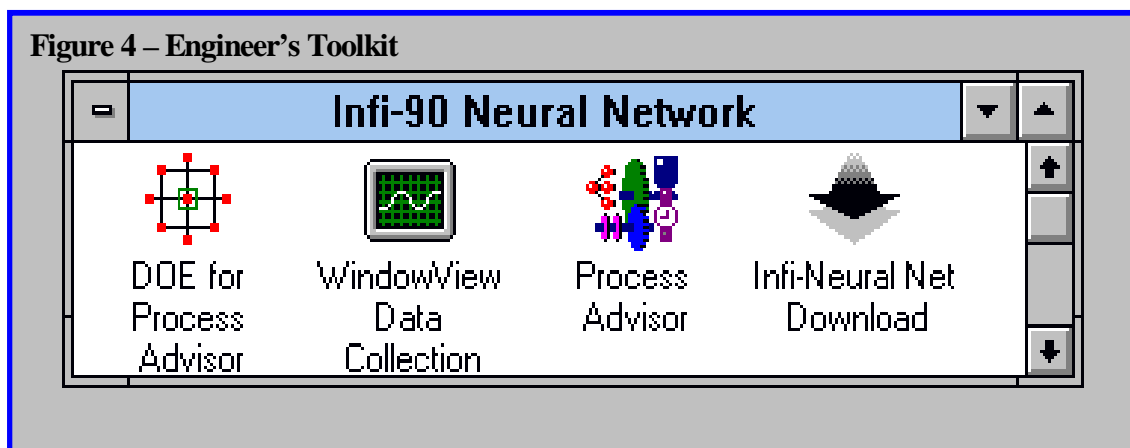 Figure 4 – Engineer's Toolkit
Infi-90 Neural Network
DOE for
Process
Advisor
WindowView
Data
Collection
Process
Advisor
Infi-Neural Net
Download